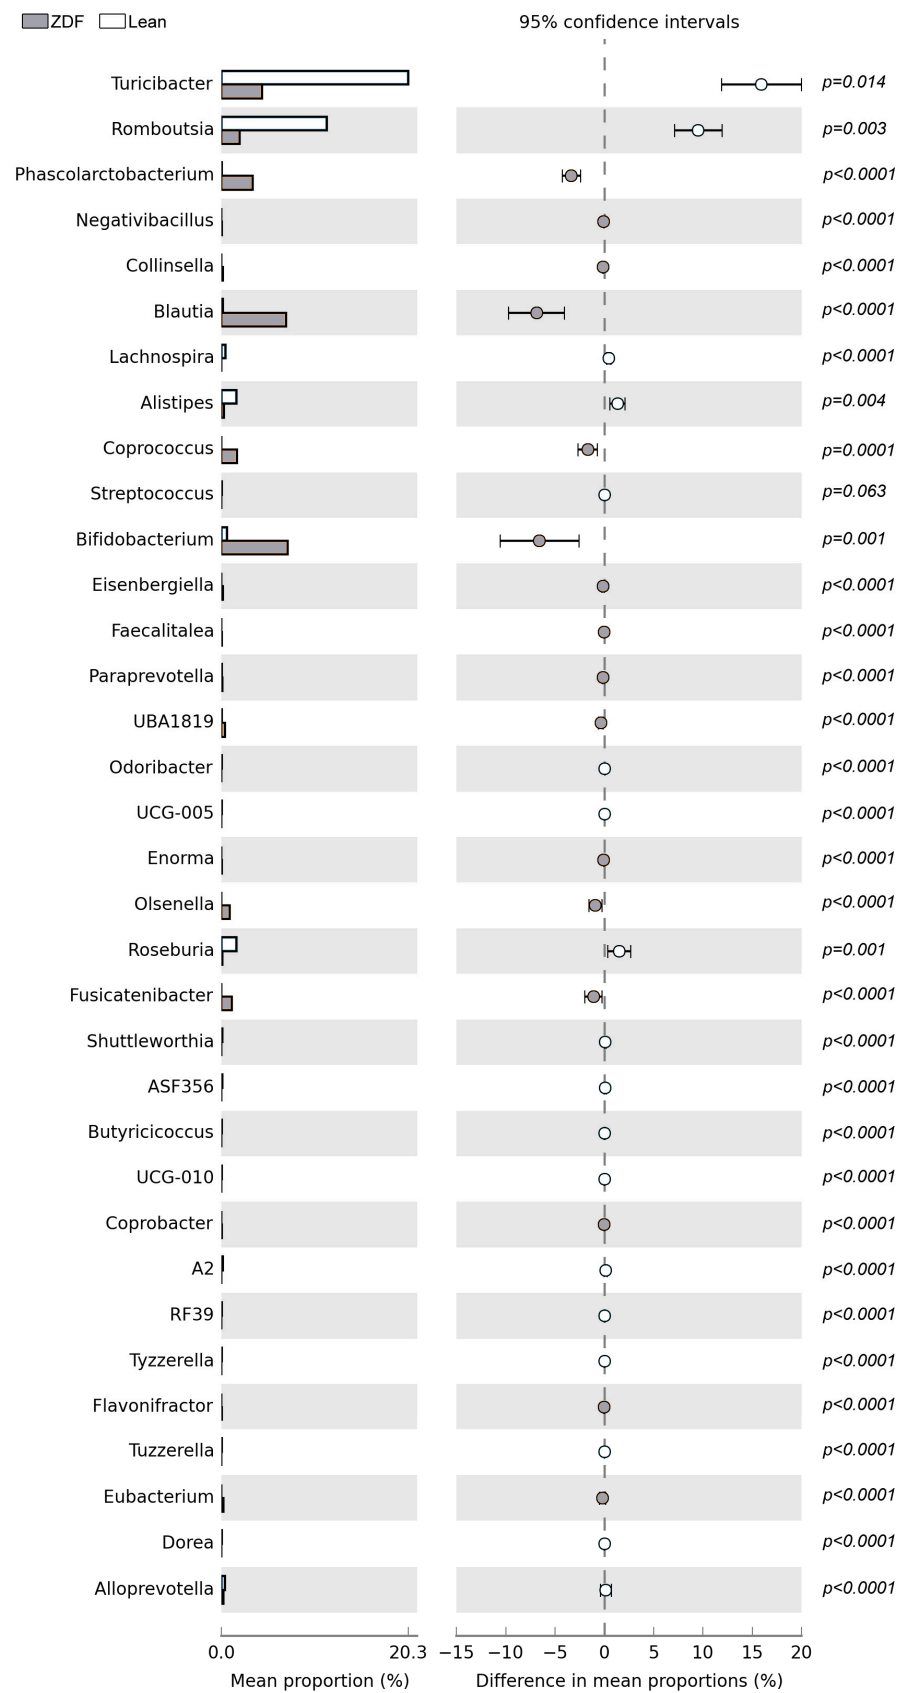 ZDF Lean 95% confidence intervals
Turicibacter p=0.014
Romboutsia p=0.003
Phascolarctobacterium p<0.0001
Negativibacillus p<0.0001
Collinsella p<0.0001
Blautia p<0.0001
Lachnospira p<0.0001
Alistipes p=0.004
Coprococcus p=0.0001
Streptococcus p=0.063
Bifidobacterium p=0.001
Eisenbergiella p<0.0001
Faecalitalea p<0.0001
Paraprevotella p<0.0001
UBA1819 p<0.0001
Odoribacter p<0.0001
UCG-005 p<0.0001
Enorma p<0.0001
Olsenella p<0.0001
Roseburia p=0.001
Fusicatenibacter p<0.0001
Shuttleworthia p<0.0001
ASF356 p<0.0001
Butyricicoccus p<0.0001
UCG-010 p<0.0001
Coprobacter p<0.0001
A2 p<0.0001
RF39 p<0.0001
Tyzzerella p<0.0001
Flavonifractor p<0.0001
Tuzzerella p<0.0001
Eubacterium p<0.0001
Dorea p<0.0001
Alloprevotella p<0.0001
0.0 20.3 −15 −10 −5 0 5 10 15 20
Mean proportion (%) Difference in mean proportions (%)